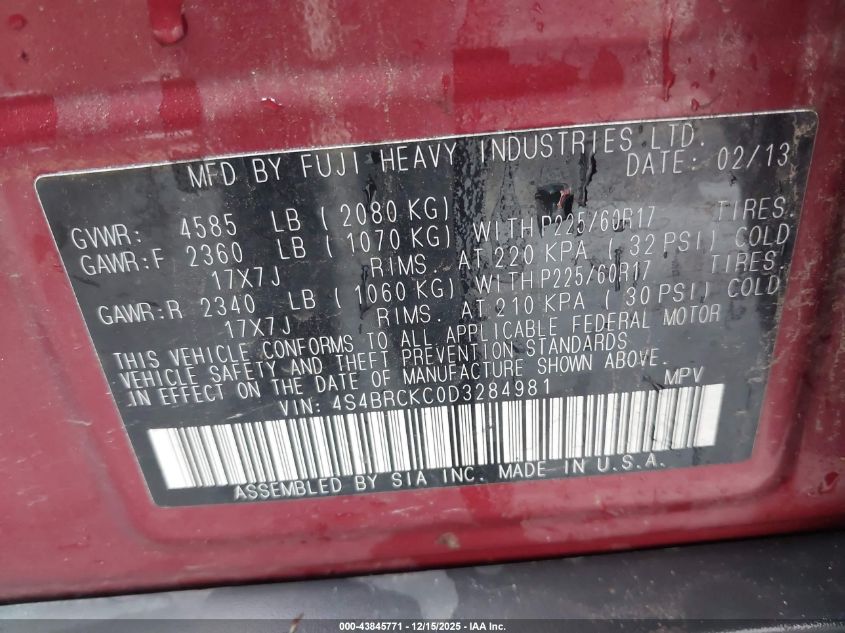 MFD BY FUJI HEAVY INDUSTRIES LTD.
DATE: 02/13
GVWR: 4585 LB ( 2080 KG)
GAWR:F 2360 LB ( 1070 KG) WITH P225/60R17 TIRES.
17X7J RIMS. AT 220 KPA ( 32 PSI) COLD
GAWR:R 2340 LB ( 1060 KG) WITH P225/60R17 TIRES.
17X7J RIMS. AT 210 KPA ( 30 PSI) COLD
THIS VEHICLE CONFORMS TO ALL APPLICABLE FEDERAL MOTOR
VEHICLE SAFETY AND THEFT PREVENTION STANDARDS
IN EFFECT ON THE DATE OF MANUFACTURE SHOWN ABOVE.
VIN: 4S4BRCKC0D3284981 MPV
ASSEMBLED BY SIA INC. MADE IN U.S.A.
000-43845771 - 12/15/2025 - IAA Inc.